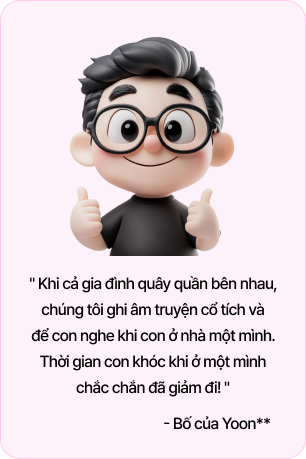 " Khi cả gia đình quây quần bên nhau,
chúng tôi ghi âm truyện cổ tích và
để con nghe khi con ở nhà một mình.
Thời gian con khóc khi ở một mình
chắc chắn đã giảm đi! "
- Bố của Yoon**